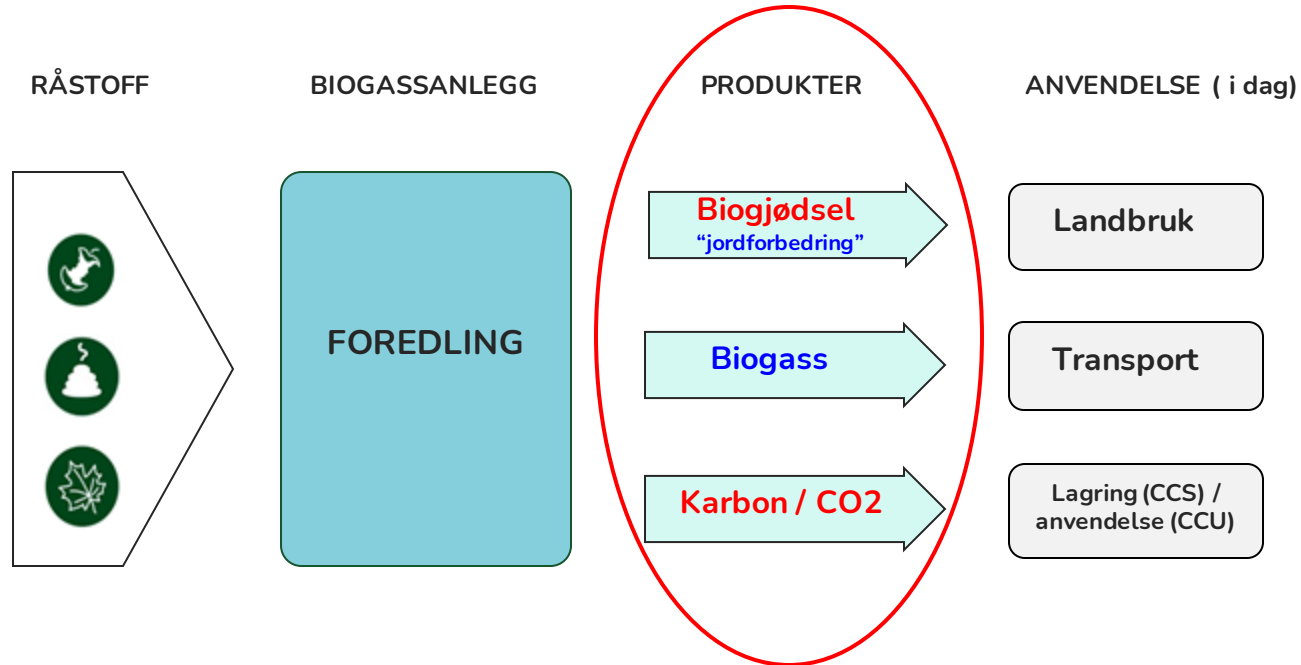 RÅSTOFF
BIOGASSANLEGG
PRODUKTER
ANVENDELSE ( i dag)
FOREDLING
Biogjødsel
“jordforbedring”
Landbruk
Biogass
Transport
Karbon / CO2
Lagring (CCS) /
anvendelse (CCU)